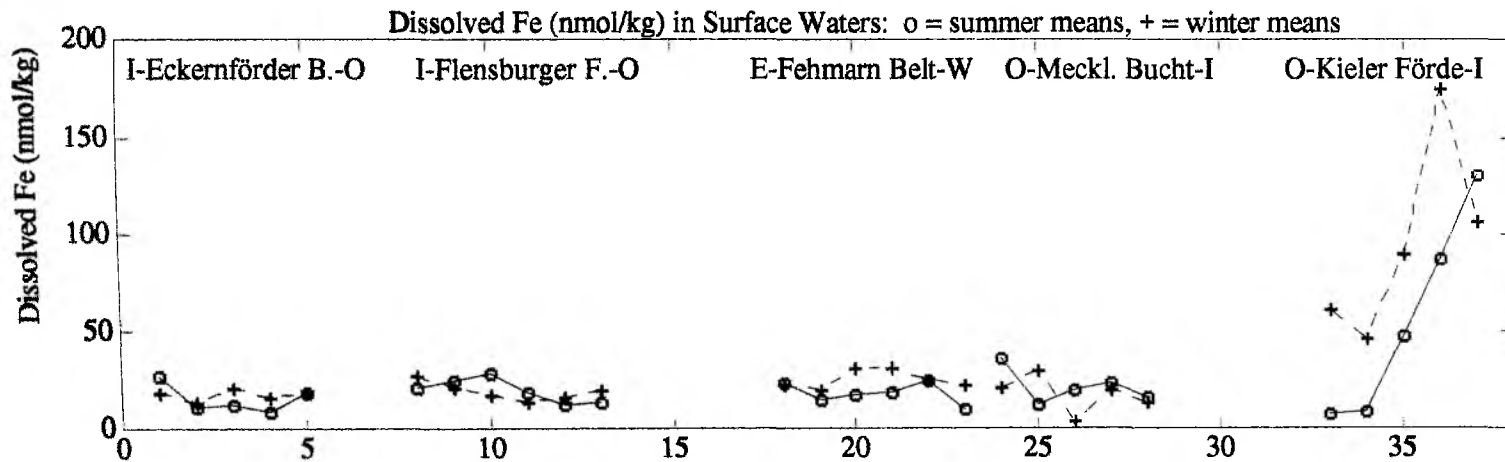 Dissolved Fe (nmol/kg) in Surface Waters: o = summer means, + = winter means
I-Eckernförder B.-O I-Flensburger F.-O E-Fehmarn Belt-W O-Meckl. Bucht-I O-Kieler Förde-I
Dissolved Fe (nmol/kg)
200
150
100
50
0
0 5 10 15 20 25 30 35